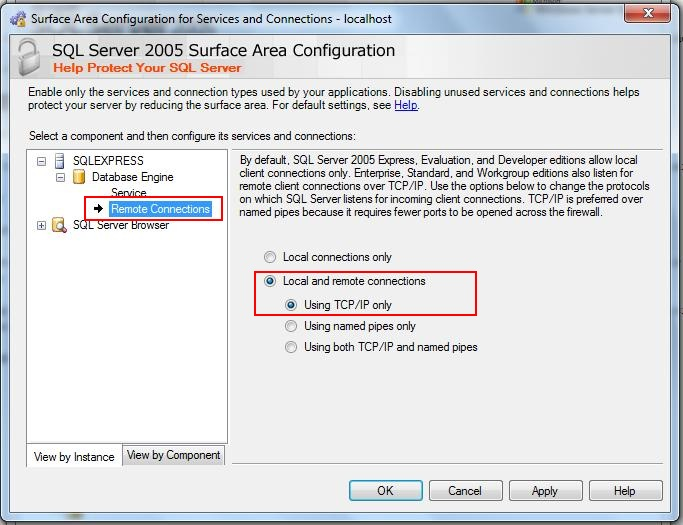 Surface Area Configuration for Services and Connections - localhost
SQL Server 2005 Surface Area Configuration
Help Protect Your SQL Server
Enable only the services and connection types used by your applications. Disabling unused services and connections helps
protect your server by reducing the surface area. For default settings, see Help.
Select a component and then configure its services and connections:
SQLEXPRESS
Database Engine
Service
Remote Connections
SQL Server Browser
View by Instance
View by Component
By default, SQL Server 2005 Express, Evaluation, and Developer editions allow local
client connections only. Enterprise, Standard, and Workgroup editions also listen for
remote client connections over TCP/IP. Use the options below to change the protocols
on which SQL Server listens for incoming client connections. TCP/IP is preferred over
named pipes because it requires fewer ports to be opened across the firewall.
Local connections only
Local and remote connections
Using TCP/IP only
Using named pipes only
Using both TCP/IP and named pipes
OK
Cancel
Apply
Help